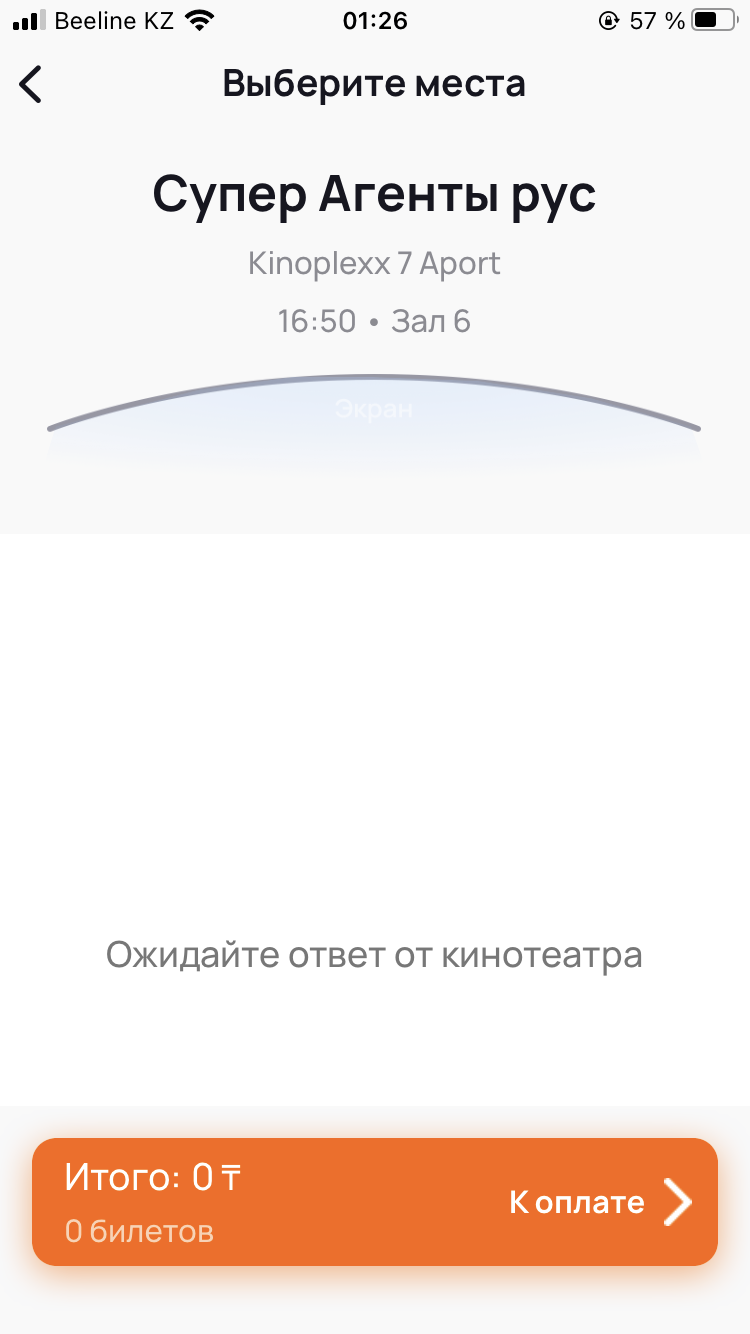 Beeline KZ 01:26 57 %
Выберите места
Супер Агенты рус
Kinoplexx 7 Aport
16:50 • Зал 6
Экран
Ожидайте ответ от кинотеатра
Итого: 0 ₸
К оплате
0 билетов